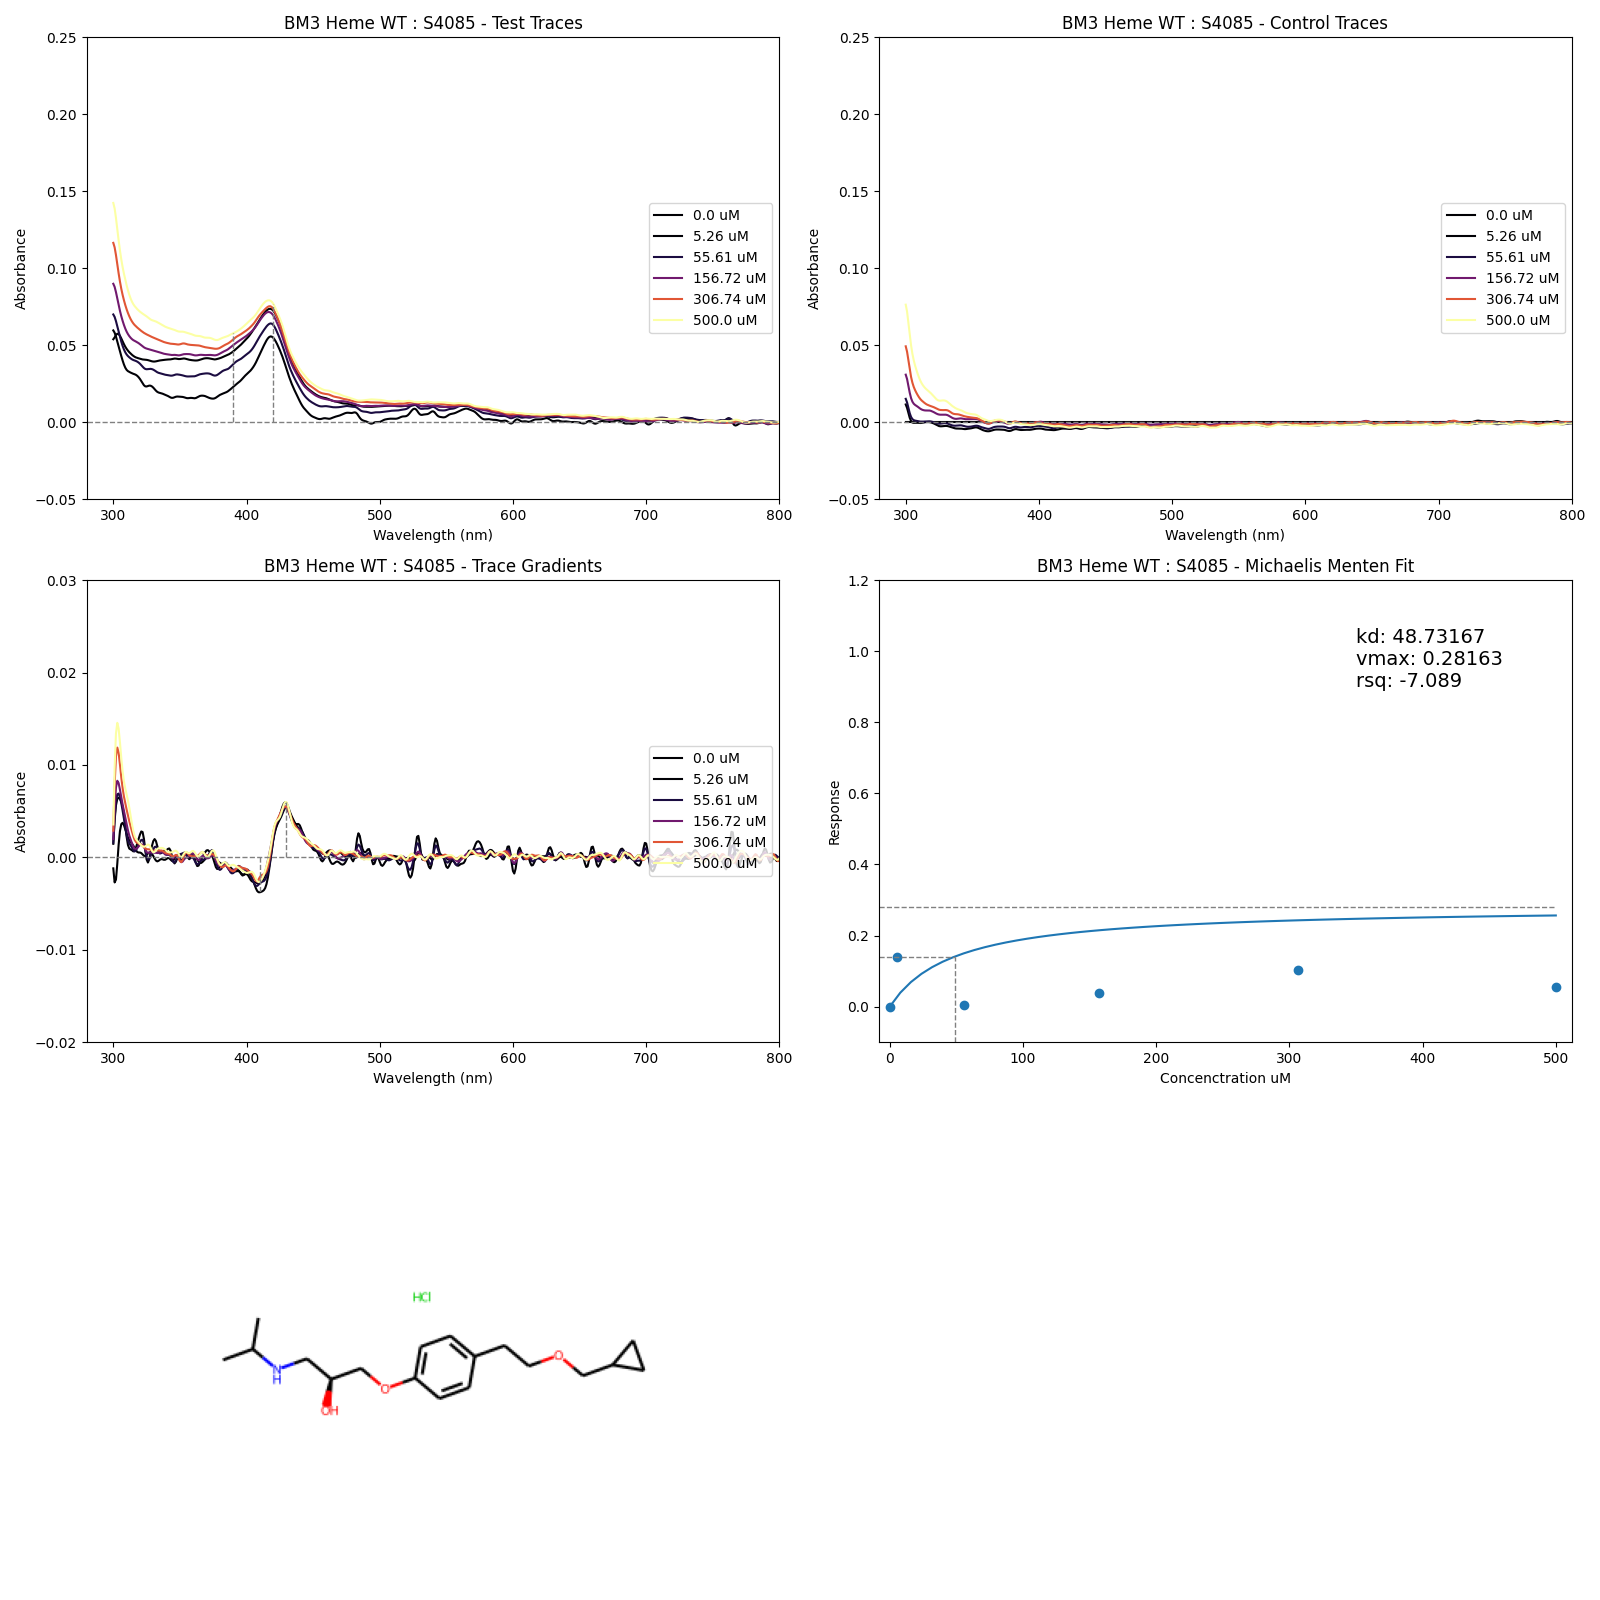 BM3 Heme WT : S4085 - Test Traces
0.25
0.20
0.15
0.10
0.05
0.00
−0.05
Absorbance
300 400 500 600 700 800
Wavelength (nm)
0.0 uM
5.26 uM
55.61 uM
156.72 uM
306.74 uM
500.0 uM
BM3 Heme WT : S4085 - Control Traces
0.25
0.20
0.15
0.10
0.05
0.00
−0.05
Absorbance
300 400 500 600 700 800
Wavelength (nm)
0.0 uM
5.26 uM
55.61 uM
156.72 uM
306.74 uM
500.0 uM
BM3 Heme WT : S4085 - Trace Gradients
0.03
0.02
0.01
0.00
−0.01
−0.02
Absorbance
300 400 500 600 700 800
Wavelength (nm)
0.0 uM
5.26 uM
55.61 uM
156.72 uM
306.74 uM
500.0 uM
BM3 Heme WT : S4085 - Michaelis Menten Fit
1.2
1.0
0.8
0.6
0.4
0.2
0.0
Response
0 100 200 300 400 500
Concenctration uM
kd: 48.73167
vmax: 0.28163
rsq: -7.089
HCl
N
H
O
O
OH